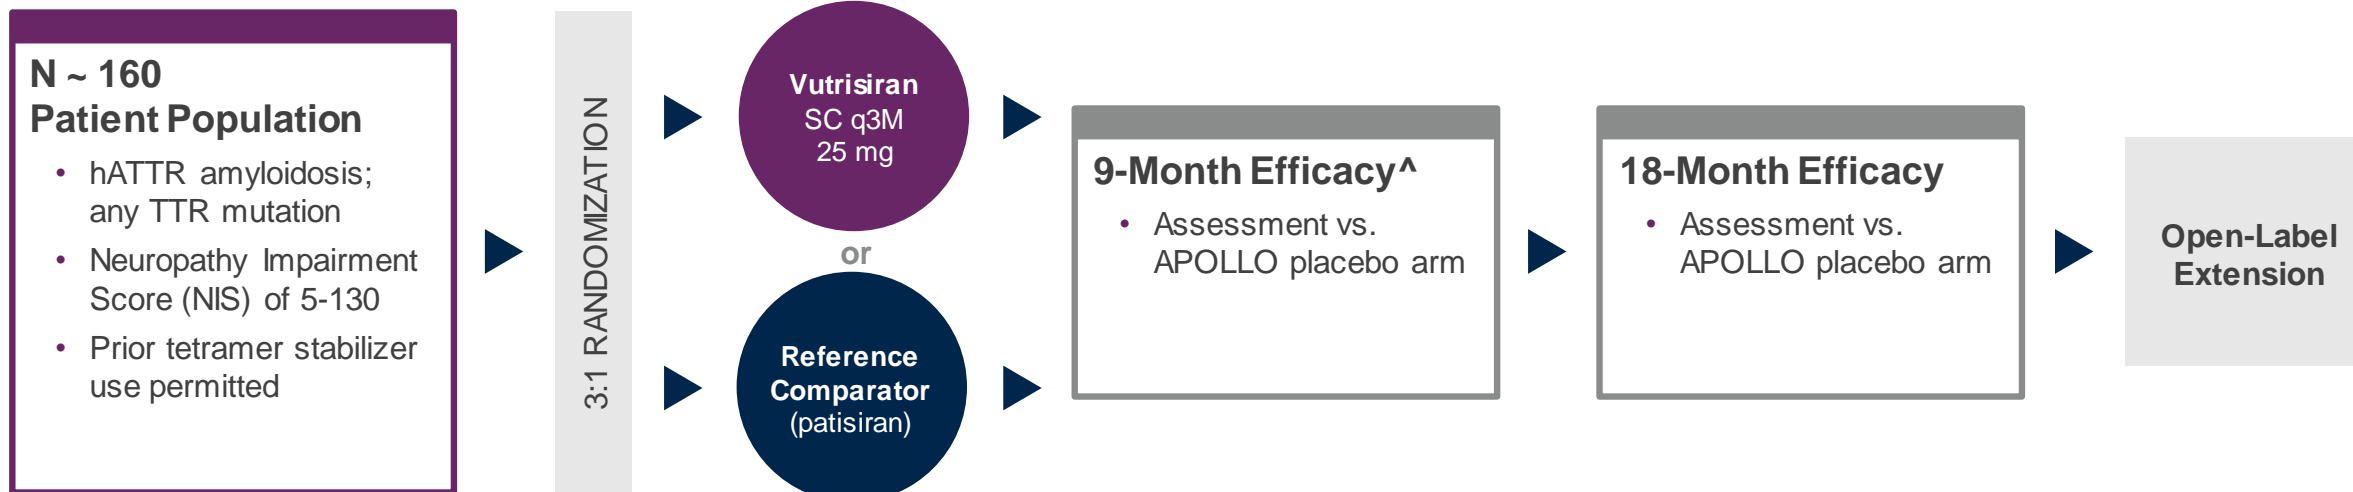 N ~ 160
Patient Population
• hATTR amyloidosis;
any TTR mutation
• Neuropathy Impairment
Score (NIS) of 5-130
• Prior tetramer stabilizer
use permitted
3:1 RANDOMIZATION
Vutrisiran
SC q3M
25 mg
or
Reference
Comparator
(patisiran)
9-Month Efficacy^
• Assessment vs.
APOLLO placebo arm
18-Month Efficacy
• Assessment vs.
APOLLO placebo arm
Open-Label
Extension